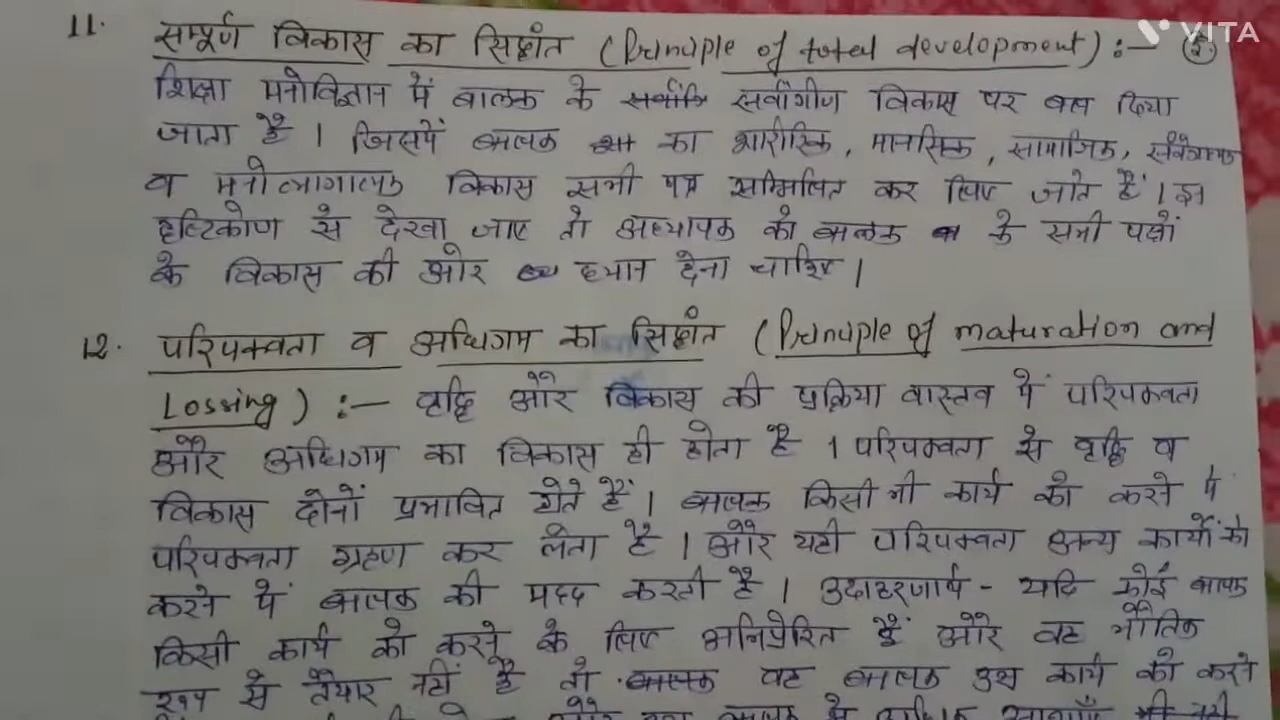 VITA
11. सम्पूर्ण विकास का सिद्धांत (Principle of total development) :-
शिक्षा मनोविज्ञान में बालक के सर्वांगीण विकास पर बल दिया
जाता है । जिसमें बालक का शारीरिक, मानसिक, सामाजिक, संवेगात्मक
व मनोगत्यात्मक विकास सभी पक्ष सम्मिलित कर लिए जाते हैं । इस
दृष्टिकोण से देखा जाए तो अध्यापक को बालक के सभी पक्षों
के विकास की ओर ध्यान देना चाहिए ।
12. परिपक्वता व अधिगम का सिद्धांत (Principle of maturation and
Lossing) :- वृद्धि और विकास की प्रक्रिया वास्तव में परिपक्वता
और अधिगम का विकास ही होता है । परिपक्वता से वृद्धि व
विकास दोनों प्रभावित होते हैं । बालक किसी भी कार्य को करने में
परिपक्वता ग्रहण कर लेता है । और यही परिपक्वता अन्य कार्यों को
करने में बालक की मदद करती है । उदाहरणार्थ - यदि कोई बालक
किसी कार्य को करने के लिए अभिप्रेरित हैं और वह भौतिक
रूप से तैयार नहीं है तो बालक वह बालक उस कार्य को करने